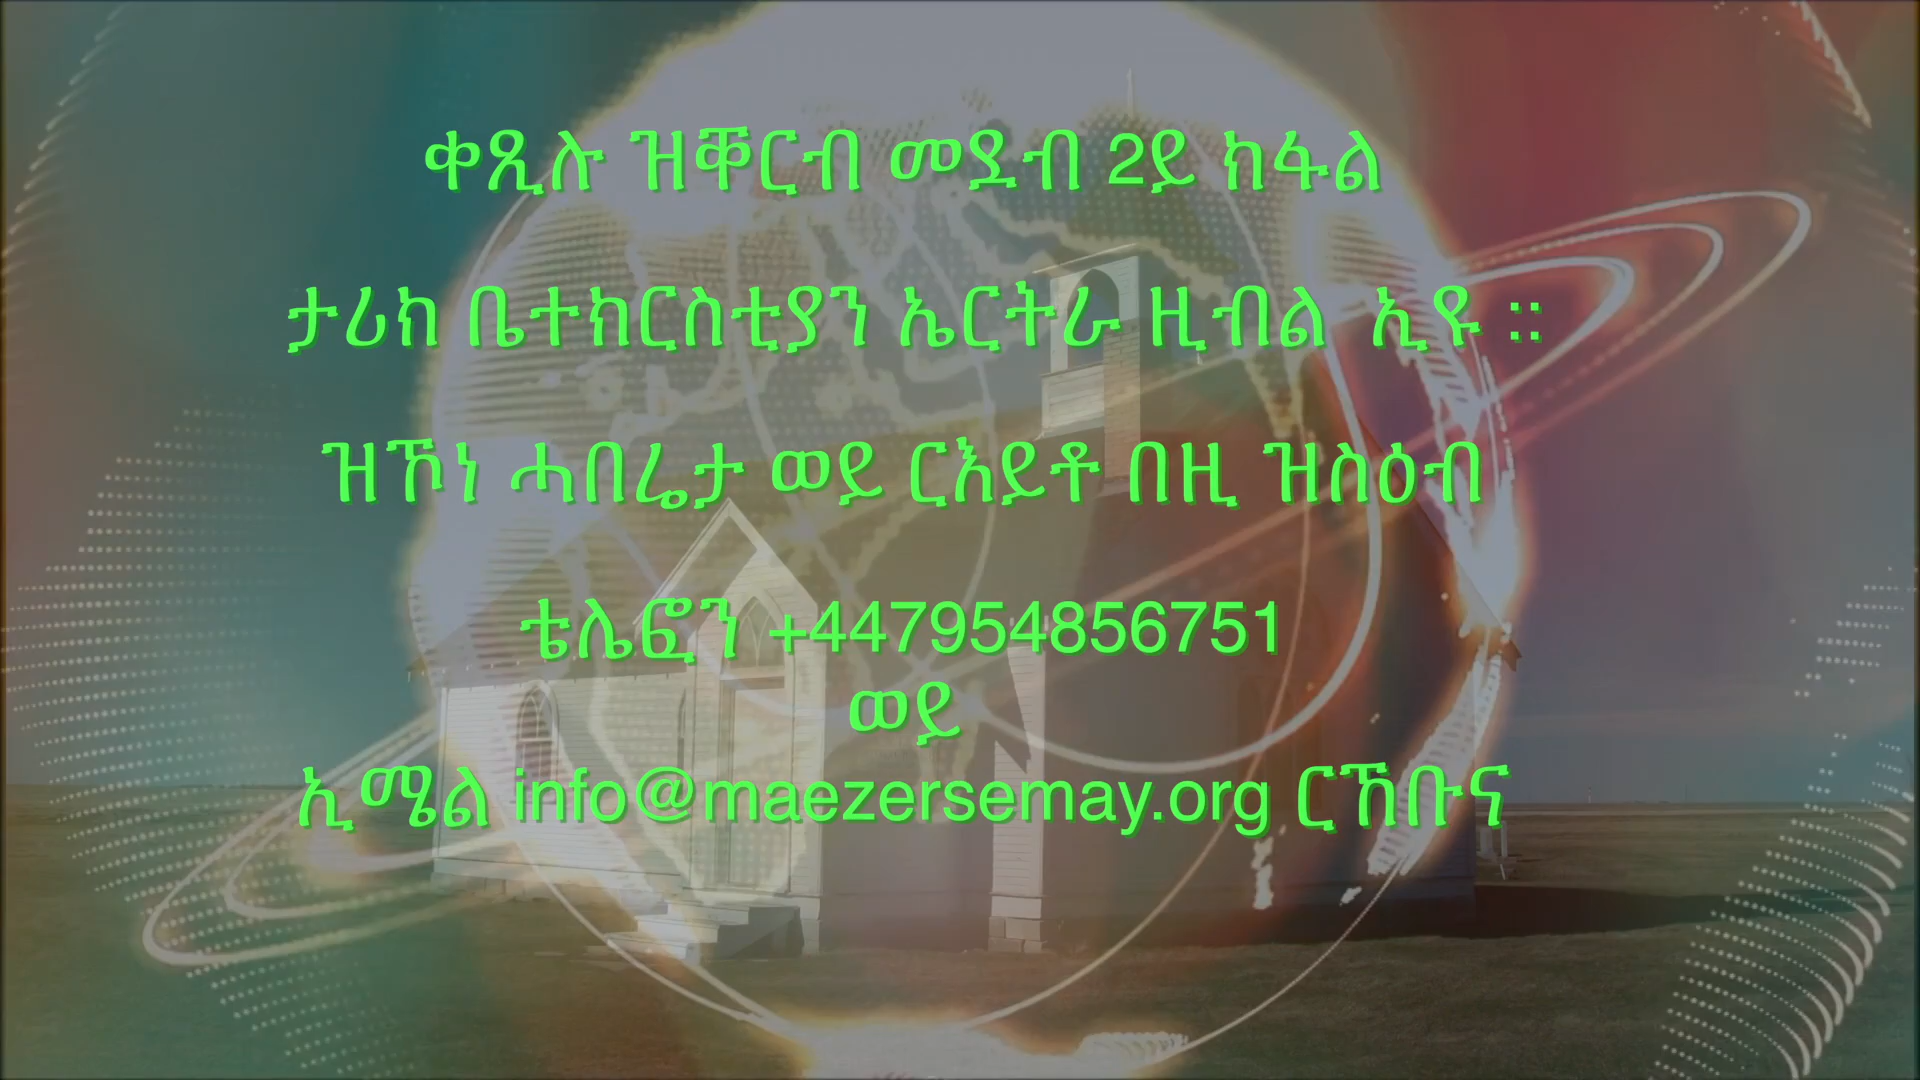 ቀጺሉ ዝቐርብ መደብ 2ይ ክፋል
ታሪክ ቤተክርስቲያን ኤርትራ ዚብል ኢዩ ፡፡
ዝኾነ ሓበሬታ ወይ ርእይቶ በዚ ዝስዕብ
ቴሌፎን +447954856751
ወይ
ኢሜል info@maezersemay.org ርኸቡና